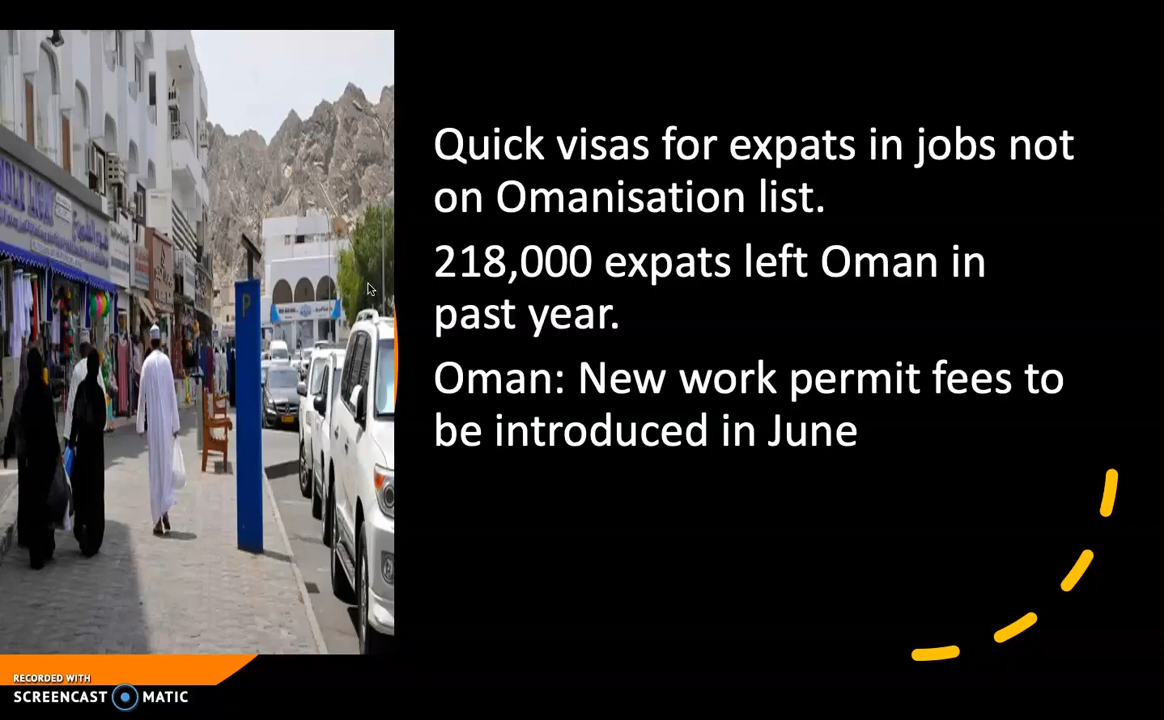 Quick visas for expats in jobs not
on Omanisation list.
218,000 expats left Oman in
past year.
Oman: New work permit fees to
be introduced in June
P
RECORDED WITH
SCREENCAST MATIC